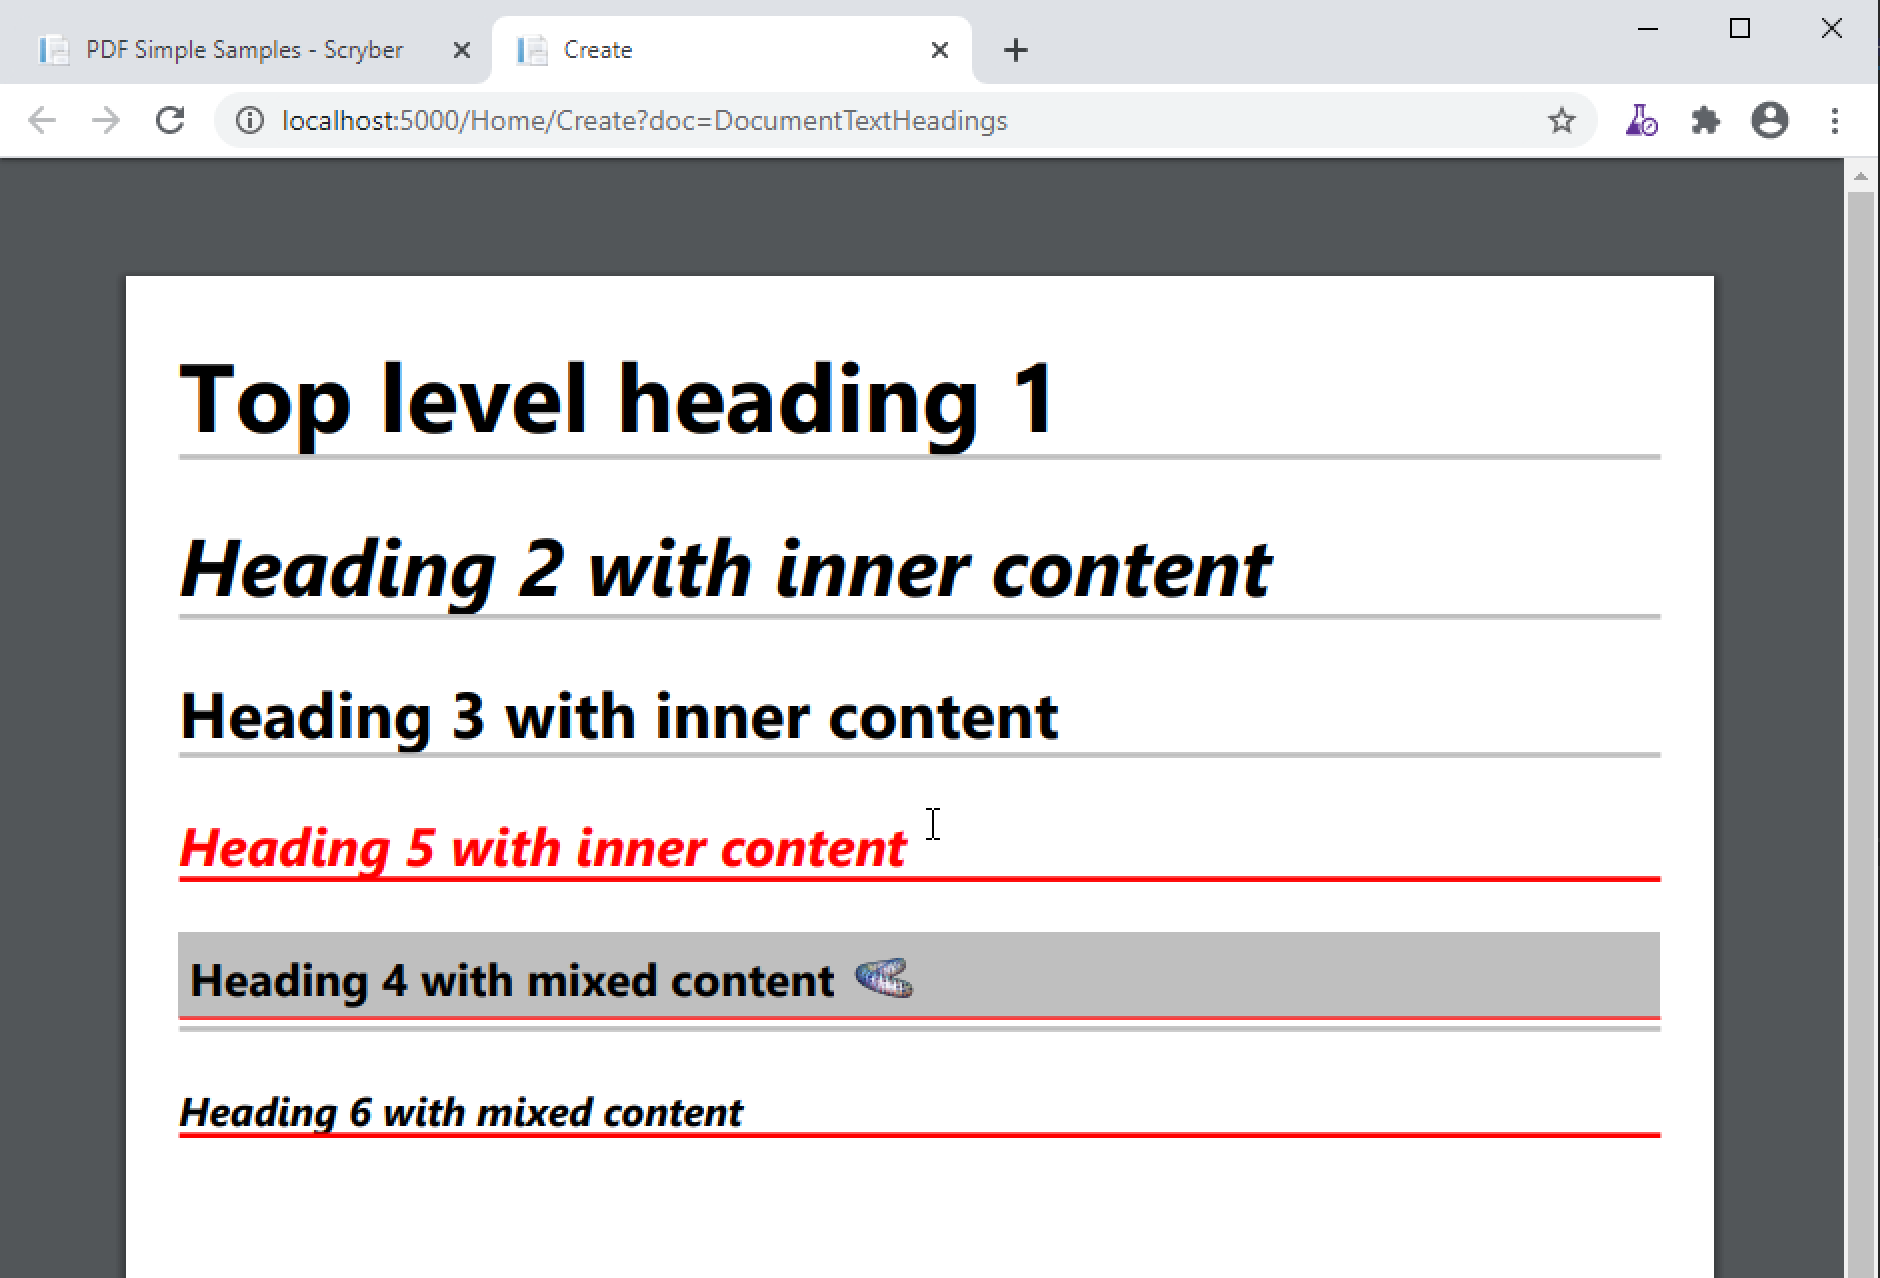 PDF Simple Samples - Scryber
Create
localhost:5000/Home/Create?doc=DocumentTextHeadings
Top level heading 1
Heading 2 with inner content
Heading 3 with inner content
Heading 5 with inner content
Heading 4 with mixed content
Heading 6 with mixed content